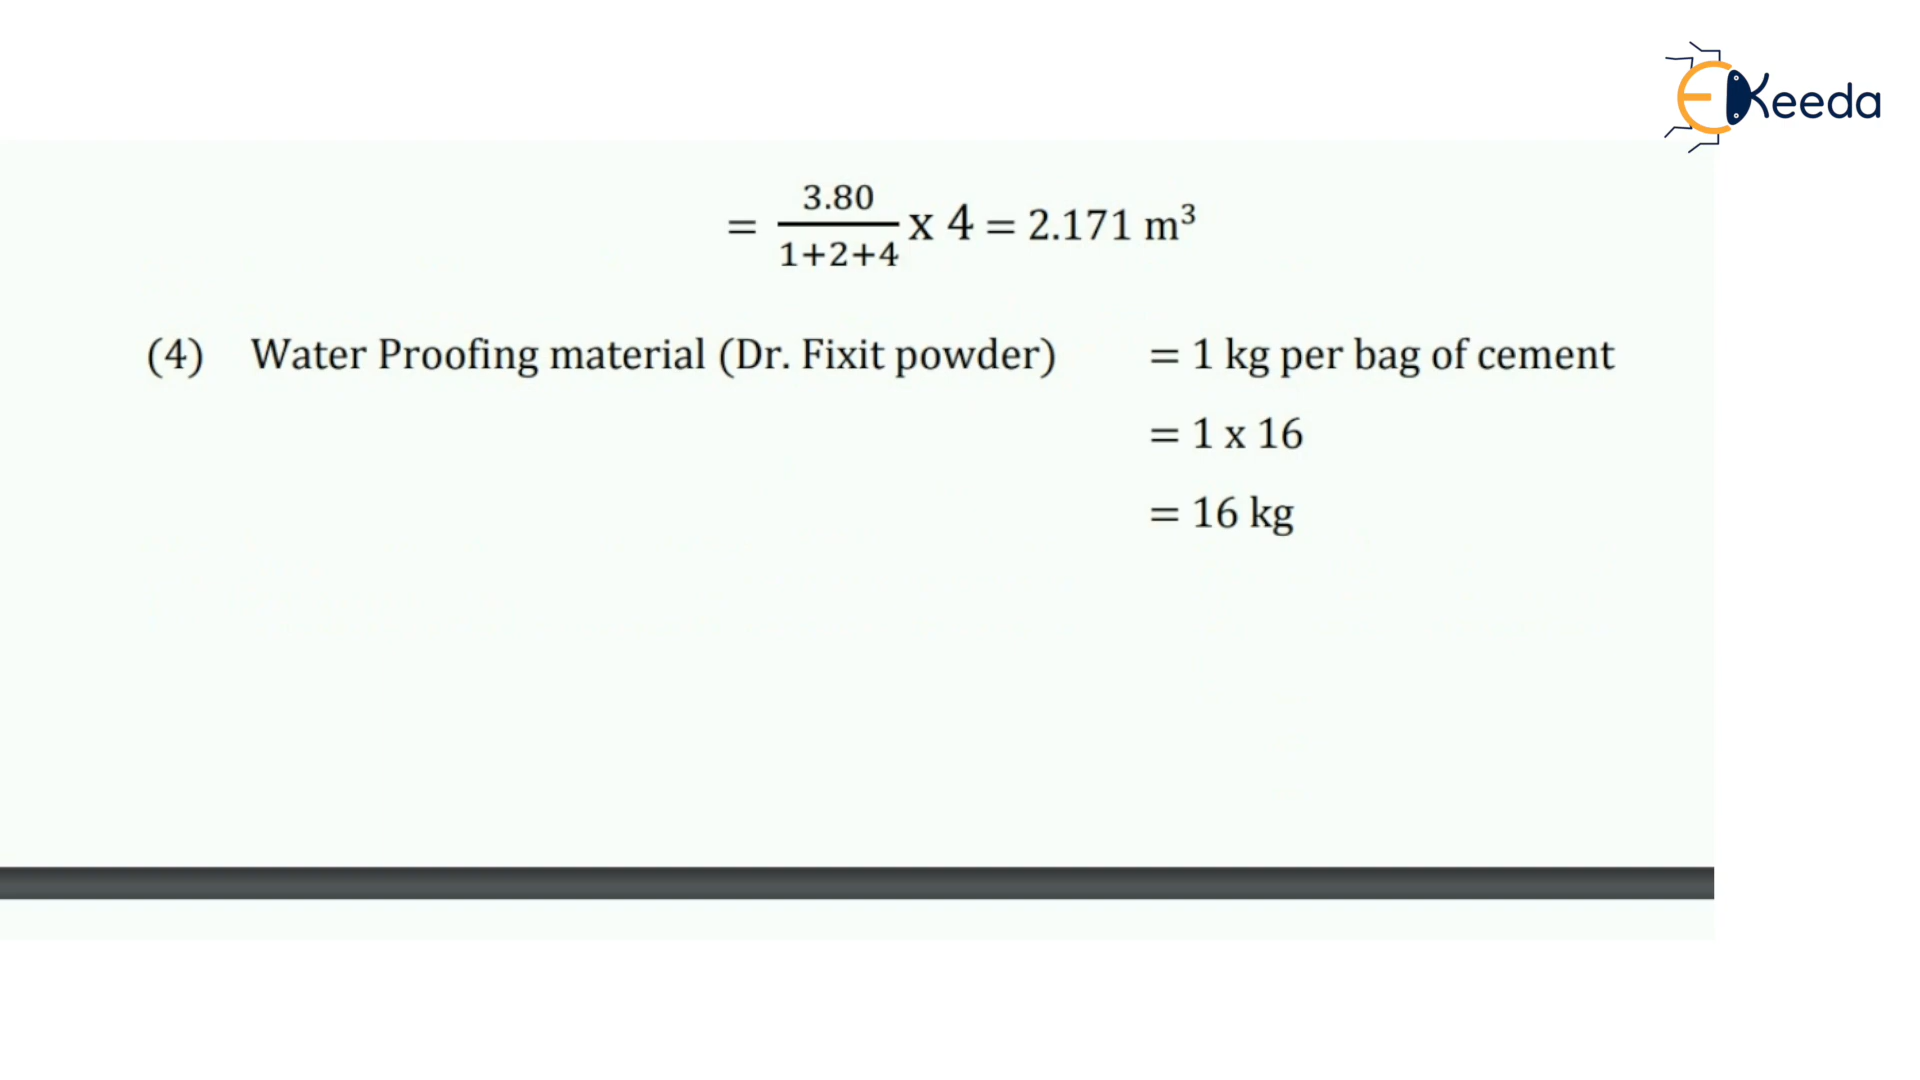 EKeeda
= 3.80 / 1+2+4 x 4 = 2.171 m³
(4) Water Proofing material (Dr. Fixit powder) = 1 kg per bag of cement
= 1 x 16
= 16 kg